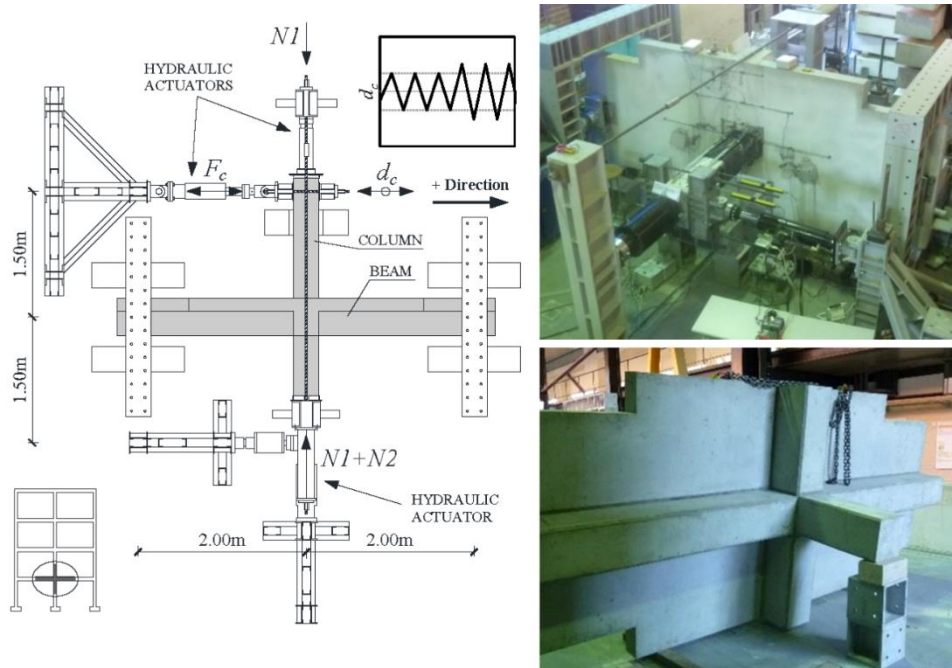 N1
HYDRAULIC
ACTUATORS
d_c
F_c
d_c
+ Direction
COLUMN
BEAM
1.50m
1.50m
N1+N2
HYDRAULIC
ACTUATOR
2.00m
2.00m